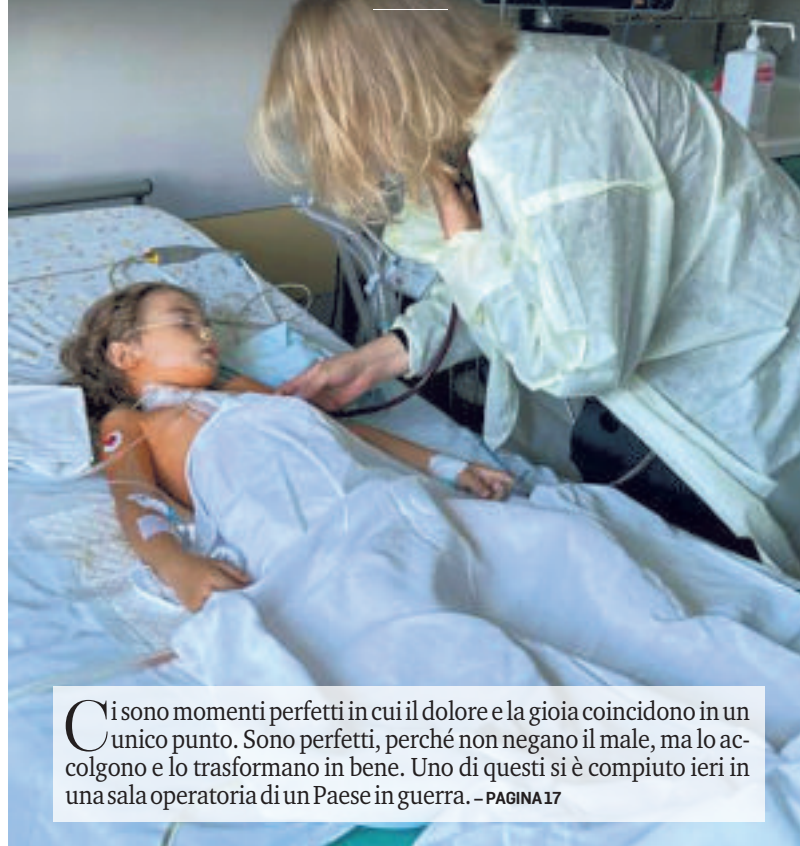 Ci sono momenti perfetti in cui il dolore e la gioia coincidono in un
unico punto. Sono perfetti, perché non negano il male, ma lo ac-
colgono e lo trasformano in bene. Uno di questi si è compiuto ieri in
una sala operatoria di un Paese in guerra. – PAGINA 17